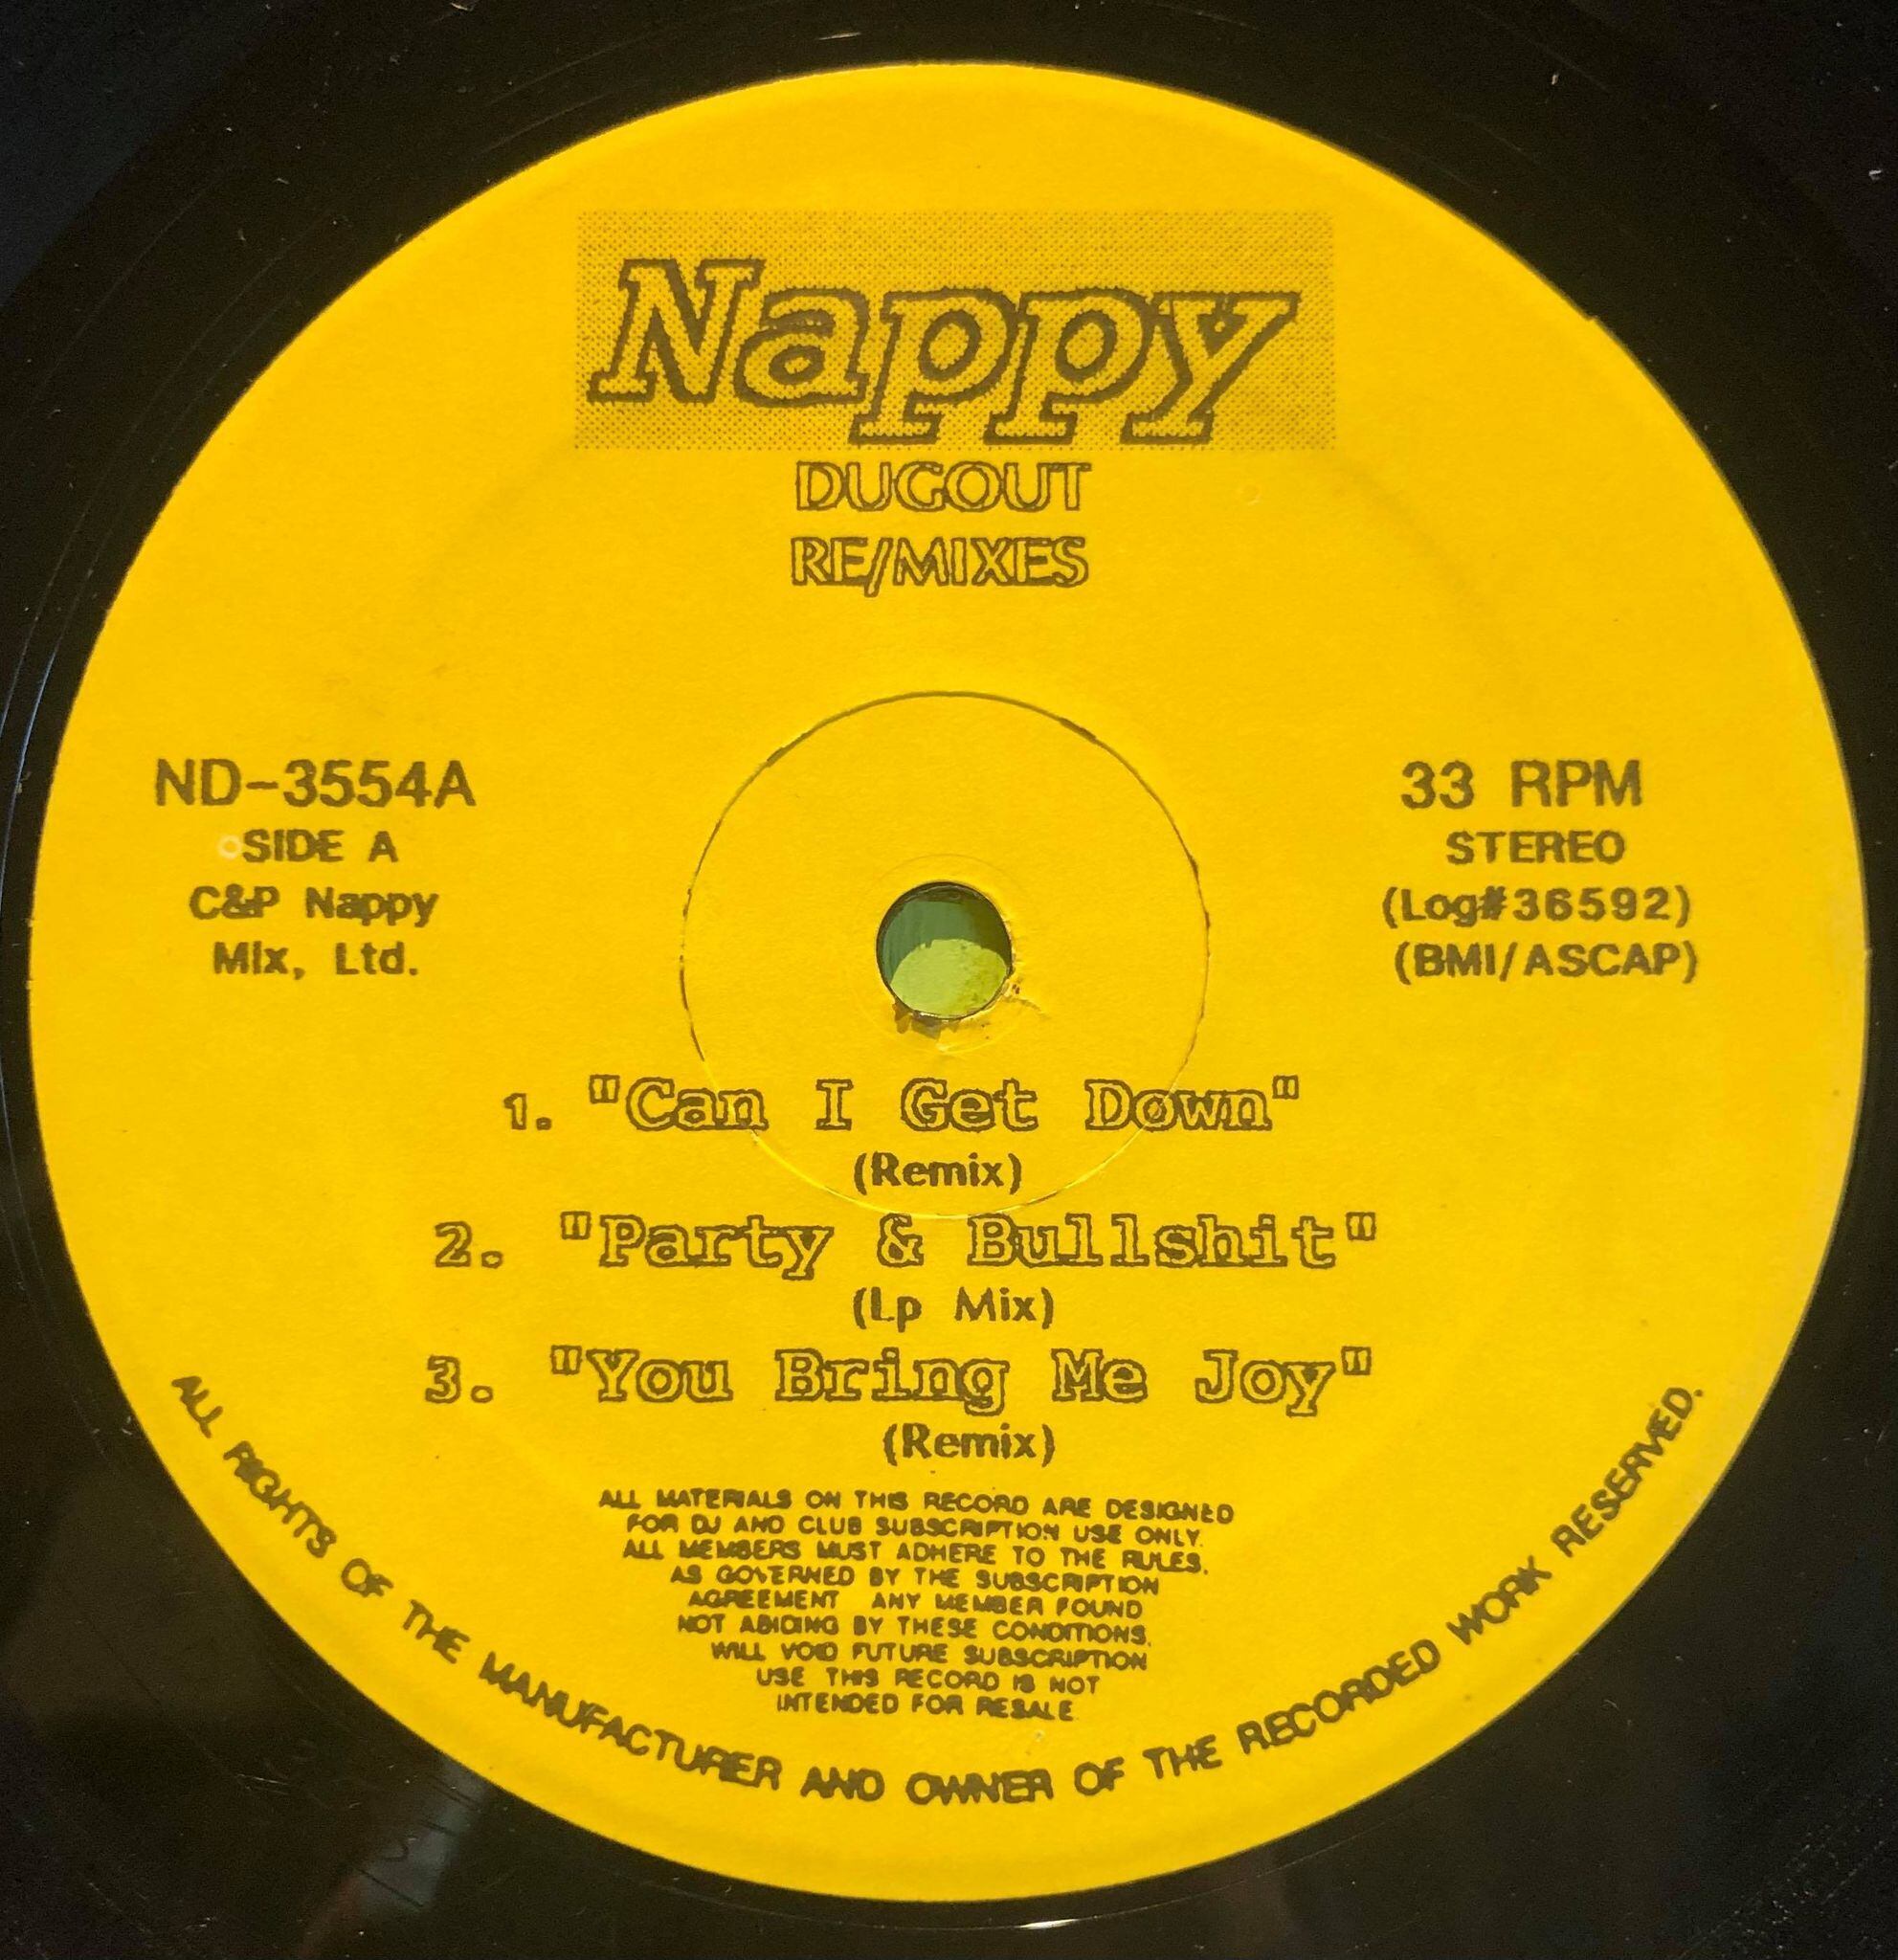 Nappy
DUGOUT
RE/MIXES
ND-3554A
SIDE A
C&P Nappy
Mix, Ltd.
33 RPM
STEREO
(Log#36592)
(BMI/ASCAP)
1. "Can I Get Down"
(Remix)
2. "Party & Bullshit"
(Lp Mix)
3. "You Bring Me Joy"
(Remix)
ALL MATERIALS ON THIS RECORD ARE DESIGNED
FOR DJ AND CLUB SUBSCRIPTION USE ONLY.
ALL MEMBERS MUST ADHERE TO THE RULES.
AS GOVERNED BY THE SUBSCRIPTION
AGREEMENT ANY MEMBER FOUND
NOT ABIDING BY THESE CONDITIONS.
WILL VOID FUTURE SUBSCRIPTION
USE THIS RECORD IS NOT
INTENDED FOR RESALE
ALL RIGHTS OF THE MANUFACTURER AND OWNER OF THE RECORDED WORK RESERVED.